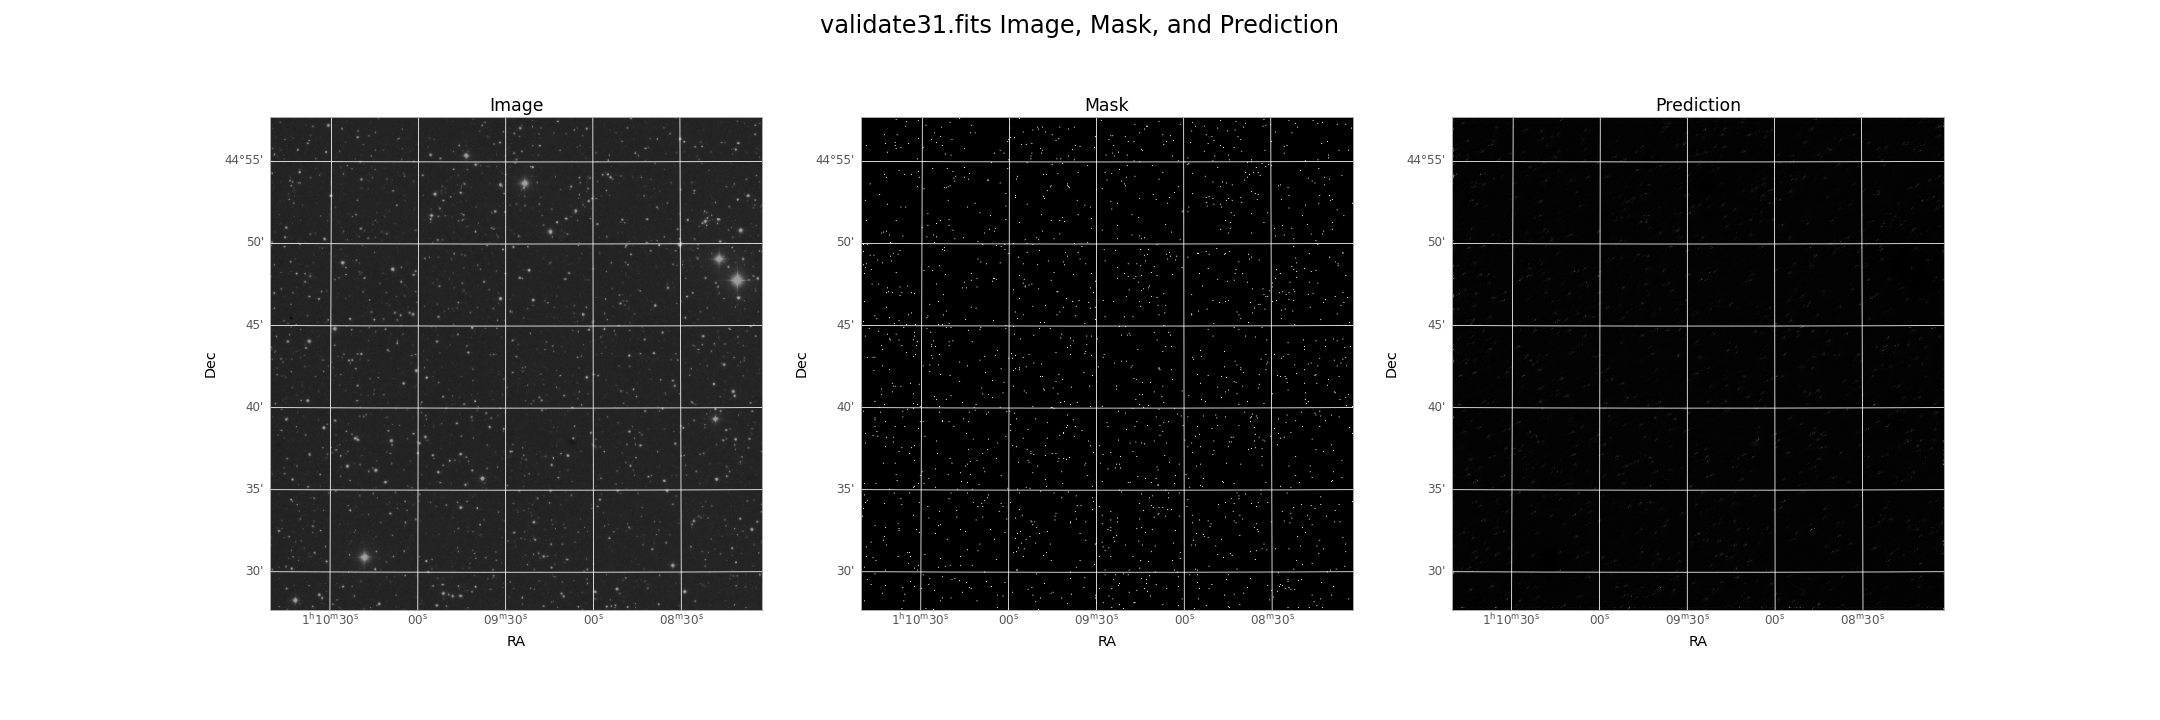 validate31.fits Image, Mask, and Prediction
Image
44°55'
50'
45'
40'
35'
30'
Dec
1ʰ10ᵐ30ˢ 00ˢ 09ᵐ30ˢ 00ˢ 08ᵐ30ˢ
RA
Mask
44°55'
50'
45'
40'
35'
30'
Dec
1ʰ10ᵐ30ˢ 00ˢ 09ᵐ30ˢ 00ˢ 08ᵐ30ˢ
RA
Prediction
44°55'
50'
45'
40'
35'
30'
Dec
1ʰ10ᵐ30ˢ 00ˢ 09ᵐ30ˢ 00ˢ 08ᵐ30ˢ
RA